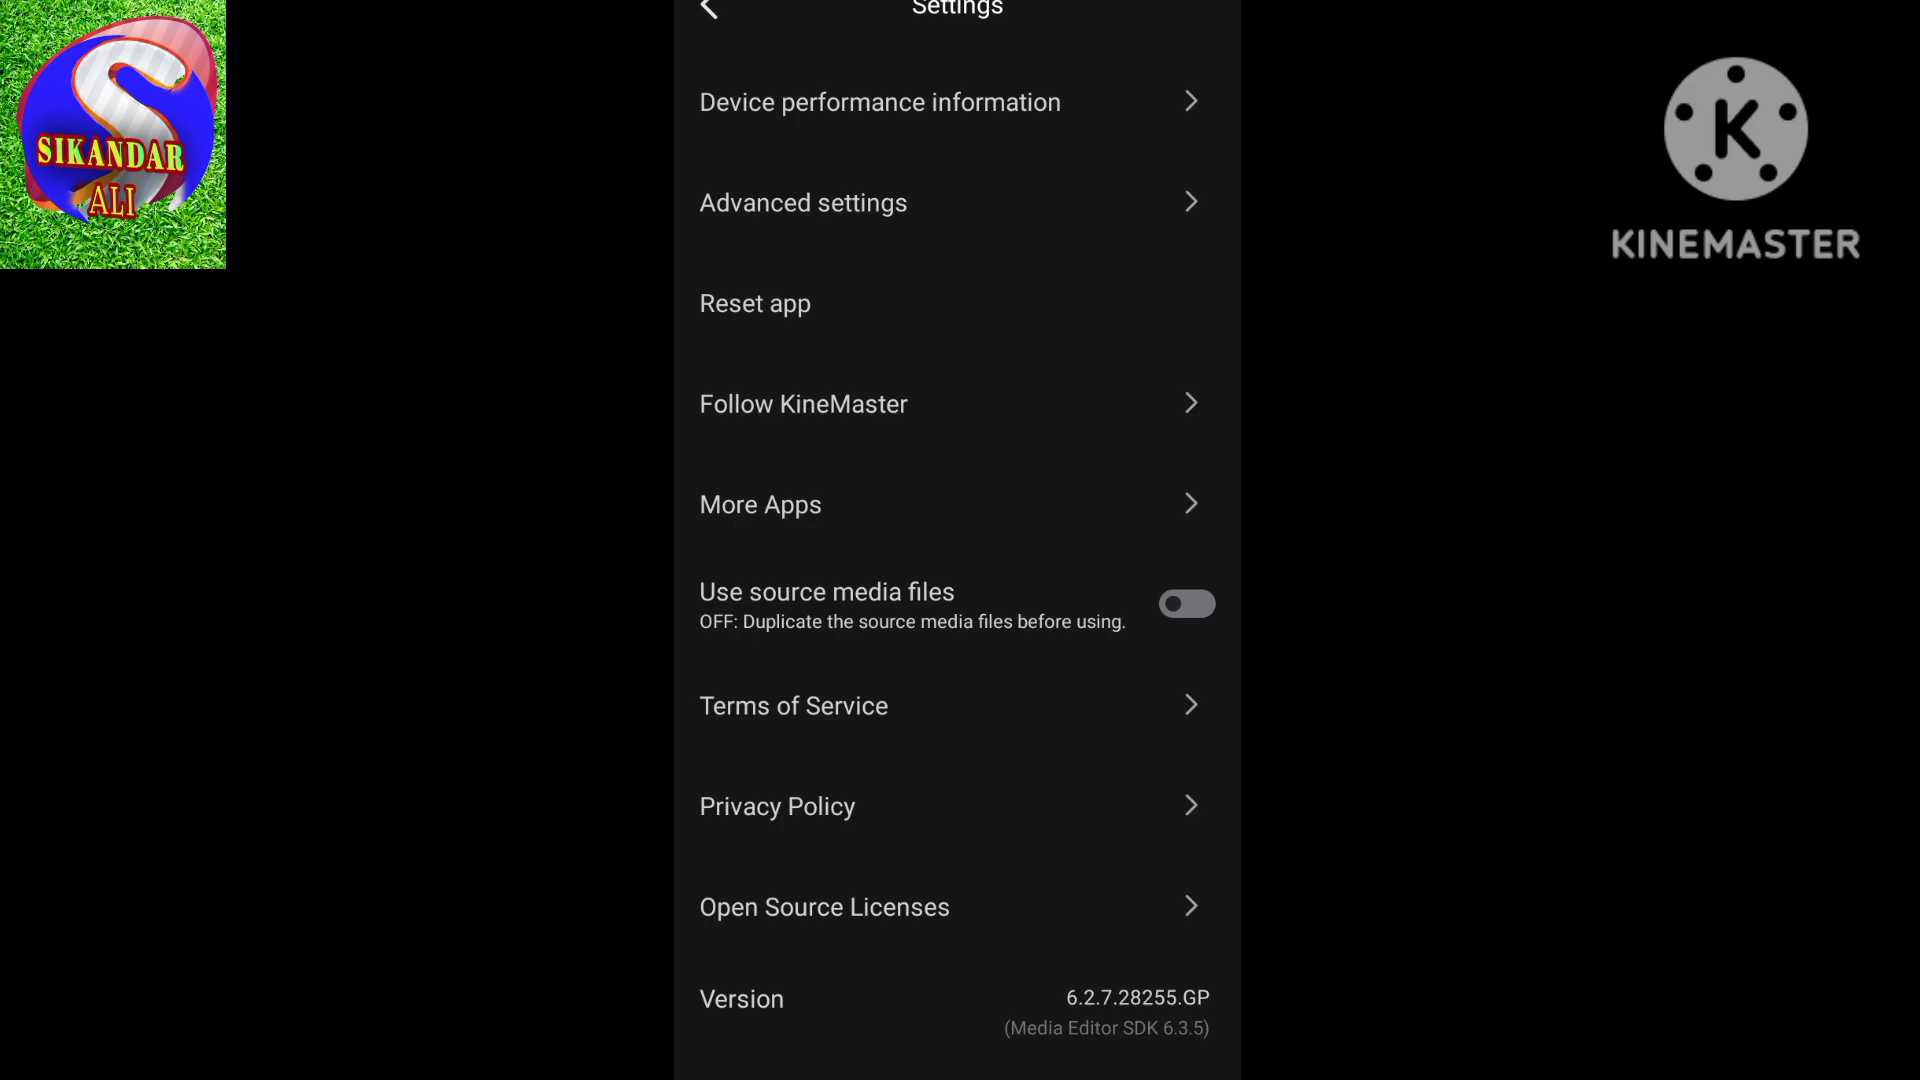 Settings
SIKANDAR
ALI
K
KINEMASTER
Device performance information
Advanced settings
Reset app
Follow KineMaster
More Apps
Use source media files
OFF: Duplicate the source media files before using.
Terms of Service
Privacy Policy
Open Source Licenses
Version
6.2.7.28255.GP
(Media Editor SDK 6.3.5)